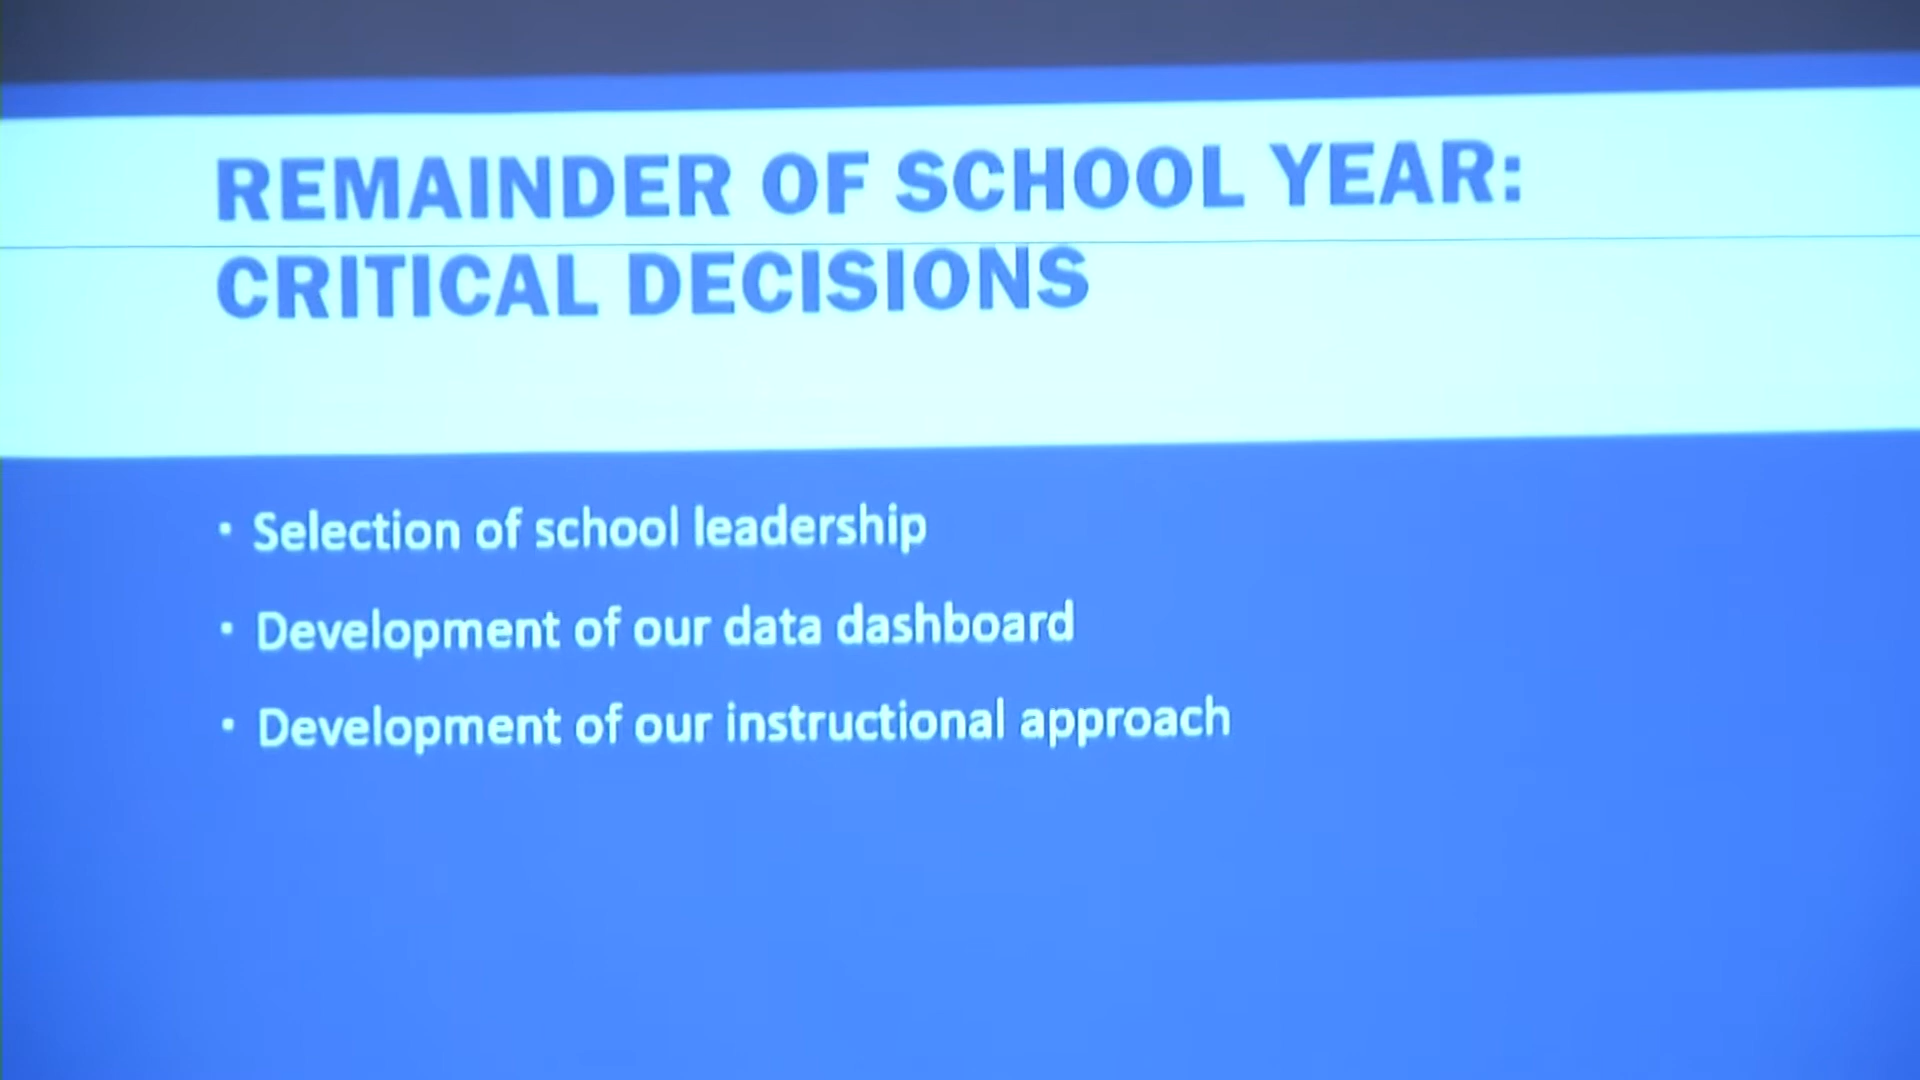 REMAINDER OF SCHOOL YEAR:
CRITICAL DECISIONS
• Selection of school leadership
• Development of our data dashboard
• Development of our instructional approach